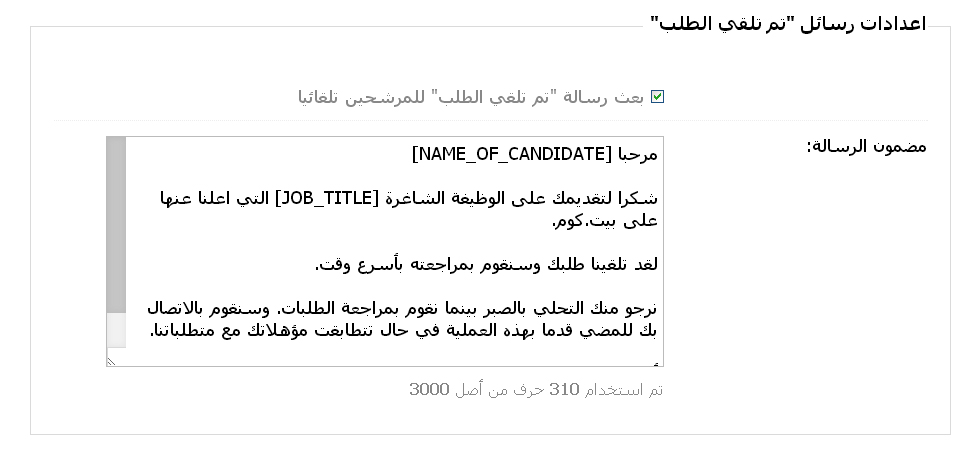 اعدادات رسائل "تم تلقي الطلب"
بعث رسالة "تم تلقي الطلب" للمرشحين تلقائيا
مضمون الرسالة:
مرحبا [NAME_OF_CANDIDATE]
شكرا لتقديمك على الوظيفة الشاغرة [JOB_TITLE] التي اعلنا عنها
على بيت.كوم.
لقد تلقينا طلبك وسنقوم بمراجعته بأسرع وقت.
نرجو منك التحلي بالصبر بينما نقوم بمراجعة الطلبات. وسنقوم بالاتصال
بك للمضي قدما بهذه العملية في حال تتطابقت مؤهلاتك مع متطلباتنا.
تم استخدام 310 حرف من أصل 3000